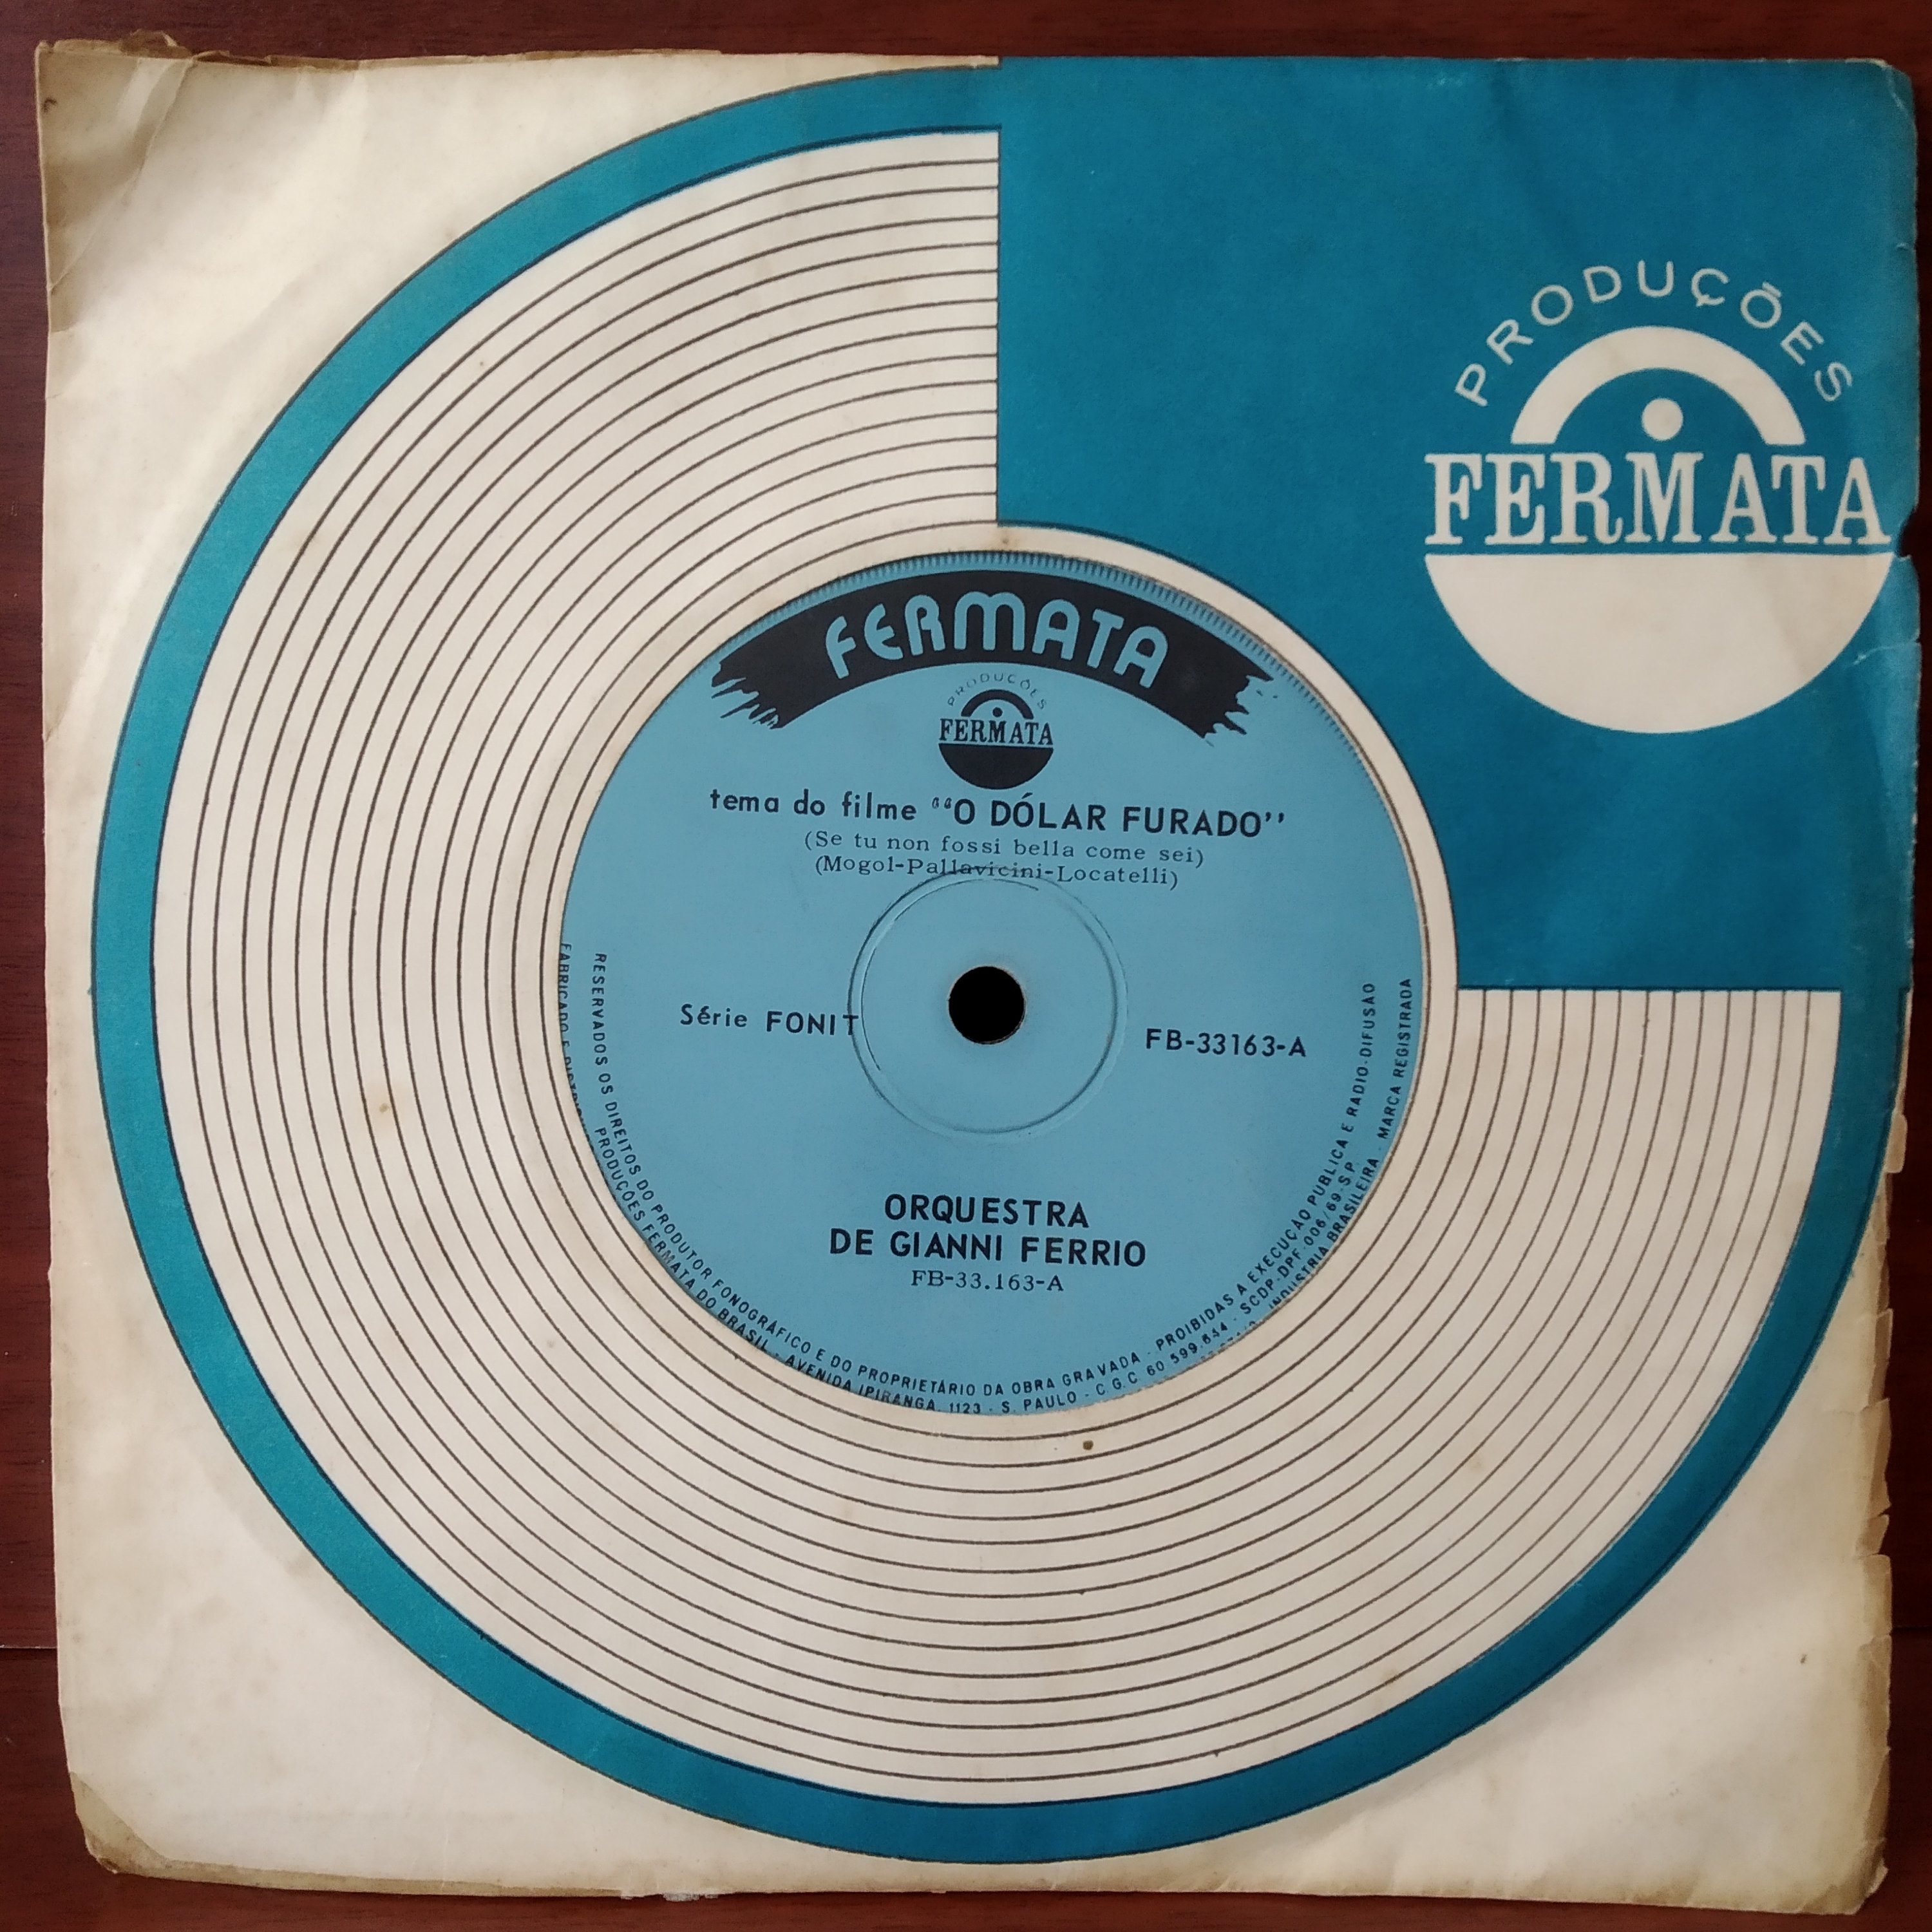 PRODUÇÕES
FERMATA
FERMATA
PRODUÇÕES
FERMATA
tema do filme “O DÓLAR FURADO”
(Se tu non fossi bella come sei)
(Mogol-Pallavicini-Locatelli)
Série FONIT
FB-33163-A
ORQUESTRA
DE GIANNI FERRIO
FB-33.163-A
RESERVADOS OS DIREITOS DO PRODUTOR FONOGRÁFICO E DO PROPRIETÁRIO DA OBRA GRAVADA - PROIBIDAS A EXECUÇÃO PUBLICA E RADIO-DIFUSÃO
PRODUÇÕES FERMATA DO BRASIL - AVENIDA IPIRANGA, 1123 - S. PAULO - C.G.C 60.599.654 - SCDP-DPF-006/69-S.P.
FABRICADO E
INDÚSTRIA BRASILEIRA - MARCA REGISTRADA